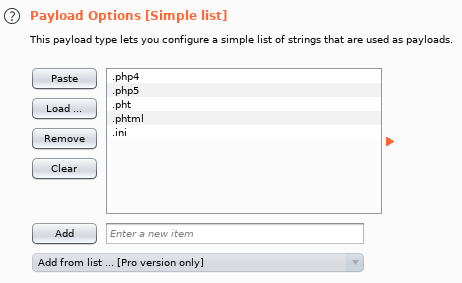 ? Payload Options [Simple list]
This payload type lets you configure a simple list of strings that are used as payloads.
Paste
.php4
.php5
Load ...
.pht
.phtml
Remove
.ini
Clear
Add
Enter a new item
Add from list ... [Pro version only]